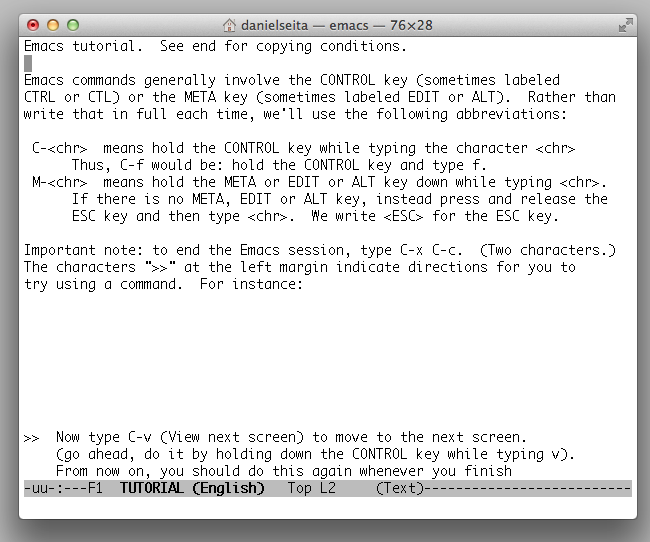 danielseita — emacs — 76×28
Emacs tutorial.  See end for copying conditions.
Emacs commands generally involve the CONTROL key (sometimes labeled
CTRL or CTL) or the META key (sometimes labeled EDIT or ALT).  Rather than
write that in full each time, we'll use the following abbreviations:
C-<chr>  means hold the CONTROL key while typing the character <chr>
Thus, C-f would be: hold the CONTROL key and type f.
M-<chr>  means hold the META or EDIT or ALT key down while typing <chr>.
If there is no META, EDIT or ALT key, instead press and release the
ESC key and then type <chr>.  We write <ESC> for the ESC key.
Important note: to end the Emacs session, type C-x C-c.  (Two characters.)
The characters ">>" at the left margin indicate directions for you to
try using a command.  For instance:
>>  Now type C-v (View next screen) to move to the next screen.
(go ahead, do it by holding down the CONTROL key while typing v).
From now on, you should do this again whenever you finish
-uu-:---F1  TUTORIAL (English)   Top L2     (Text)--------------------------